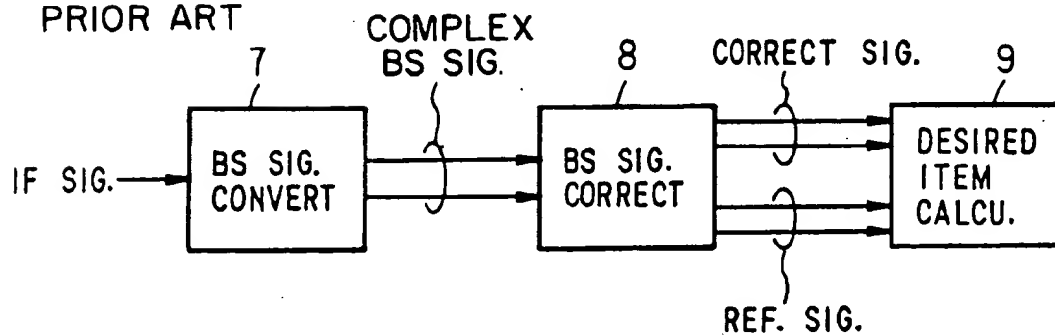 PRIOR ART
7
COMPLEX
BS SIG.
8
CORRECT SIG.
9
IF SIG.
BS SIG.
CONVERT
BS SIG.
CORRECT
DESIRED
ITEM
CALCU.
REF. SIG.